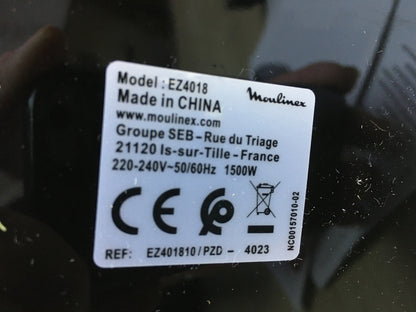 Model : EZ4018
Moulinex
Made in CHINA
www.moulinex.com
Groupe SEB – Rue du Triage
21120 Is-sur-Tille – France
220-240V~50/60Hz 1500W
CE
NC00157010-02
REF: EZ401810/PZD – 4023